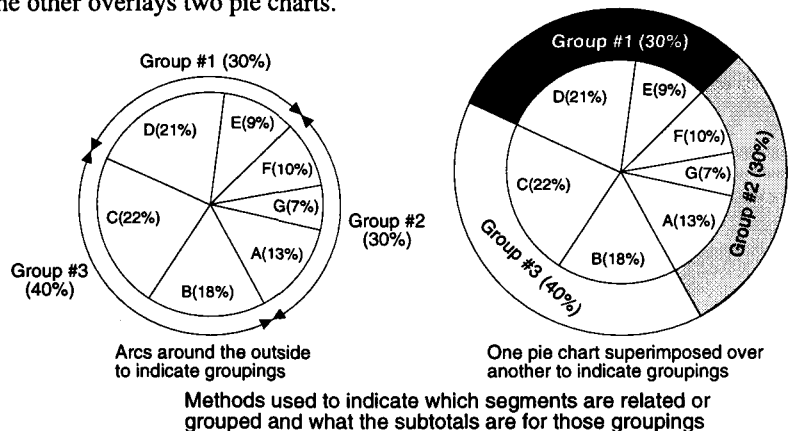 ne other overlays two pie charts.
Group #1 (30%)
D(21%)
E(9%)
F(10%)
G(7%)
A(13%)
B(18%)
C(22%)
Group #2
(30%)
Group #3
(40%)
Arcs around the outside
to indicate groupings
Group #1 (30%)
D(21%)
E(9%)
F(10%)
G(7%)
A(13%)
B(18%)
C(22%)
Group #2 (30%)
Group #3 (40%)
One pie chart superimposed over
another to indicate groupings
Methods used to indicate which segments are related or
grouped and what the subtotals are for those groupings